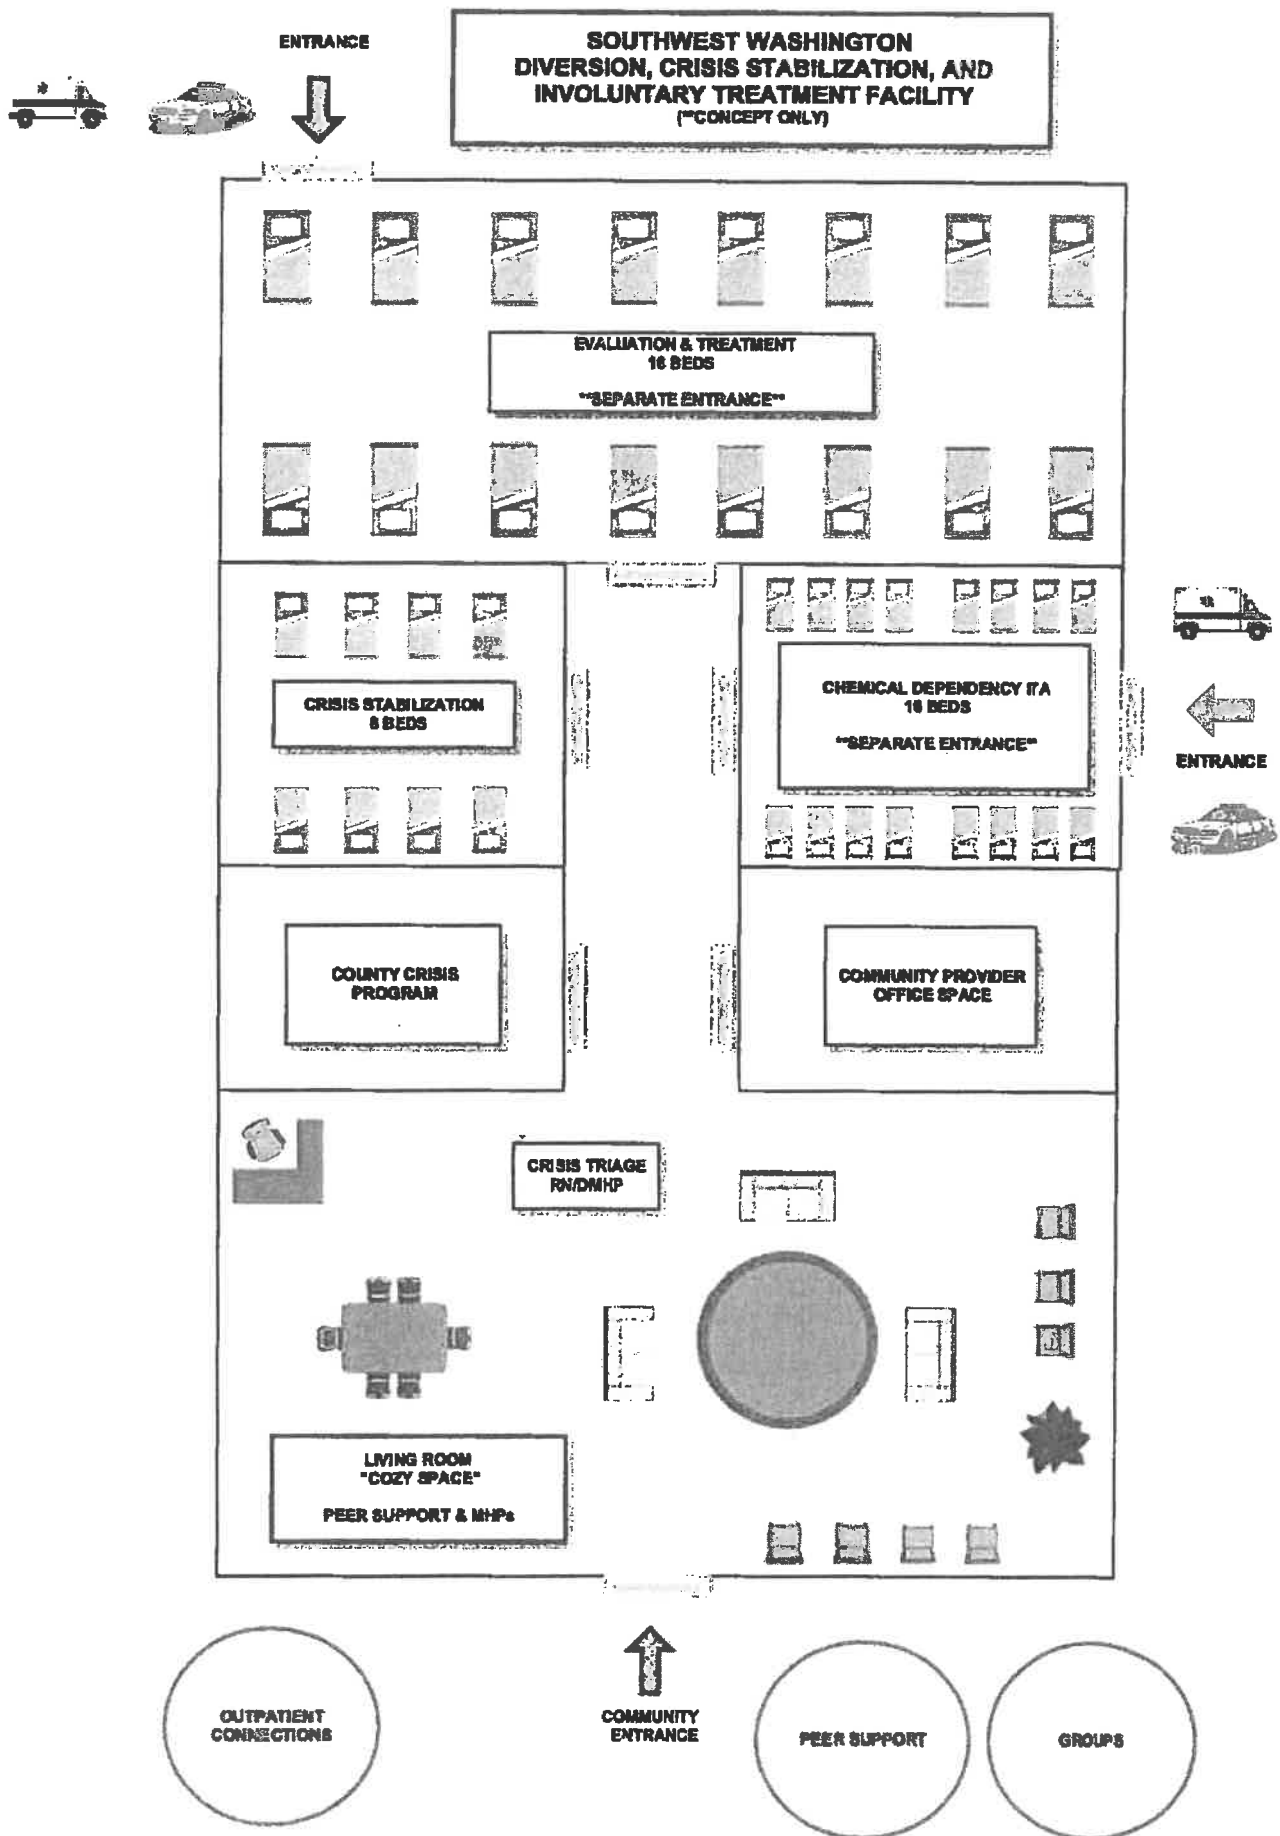 ENTRANCE
SOUTHWEST WASHINGTON
DIVERSION, CRISIS STABILIZATION, AND
INVOLUNTARY TREATMENT FACILITY
(**CONCEPT ONLY)
EVALUATION & TREATMENT
16 BEDS
**SEPARATE ENTRANCE**
CRISIS STABILIZATION
8 BEDS
CHEMICAL DEPENDENCY ITA
16 BEDS
**SEPARATE ENTRANCE**
ENTRANCE
COUNTY CRISIS
PROGRAM
COMMUNITY PROVIDER
OFFICE SPACE
CRISIS TRIAGE
RN/DMHP
LIVING ROOM
"COZY SPACE"
PEER SUPPORT & MHPs
OUTPATIENT
CONNECTIONS
COMMUNITY
ENTRANCE
PEER SUPPORT
GROUPS